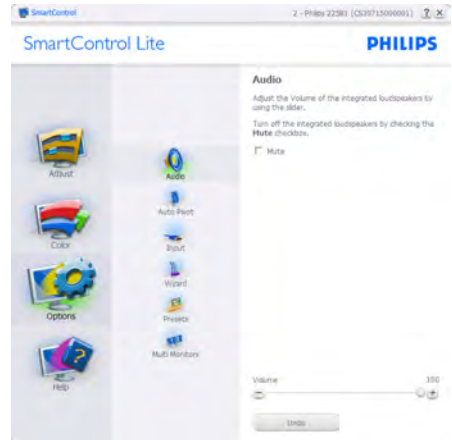 SmartControl
2 - Philips 225B1 (CS30715000001)
? X
SmartControl Lite
PHILIPS
Adjust
Color
Options
Help
Audio
Auto Pivot
Input
Wizard
Presets
Multi Monitors
Audio
Adjust the Volume of the integrated loudspeakers by
using the slider.
Turn off the integrated loudspeakers by checking the
Mute checkbox.
Mute
Volume
100
Undo